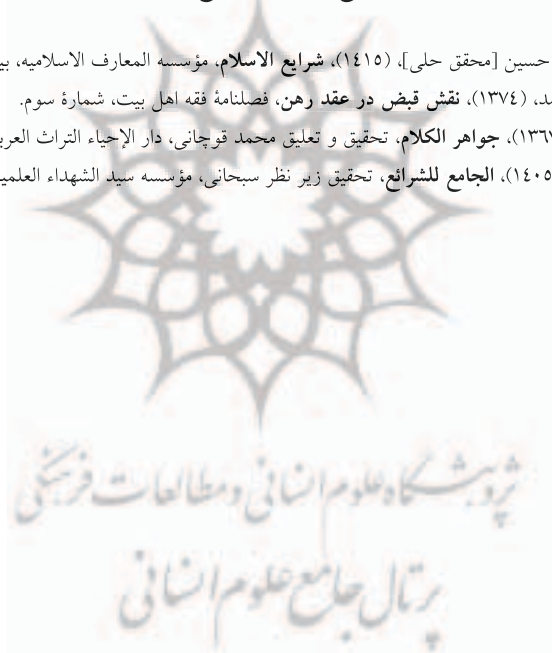 حسین [محقق حلی]، (۱٤۱٥)، شرایع الاسلام، مؤسسه المعارف الاسلامیه،
(۱۳۷٤)، نقش قبض در عقد رهن، فصلنامهٔ فقه اهل بیت، شمارهٔ سوم.
جواهر الکلام، تحقیق و تعلیق محمد قوچانی، دار الإحیاء التراث
۱٤۰٥)، الجامع للشرائع، تحقیق زیر نظر سبحانی، مؤسسه سید الشهداء
پژوهشگاه علوم انسانی و مطالعات فرهنگی
پرتال جامع علوم انسانی